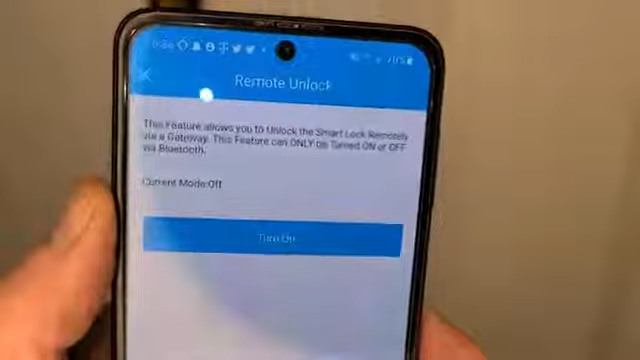 70%
Remote Unlock
This Feature allows you to Unlock the Smart Lock Remotely
via a Gateway. This Feature can ONLY be Turned ON or OFF
via Bluetooth.
Current Mode:Off
Turn On